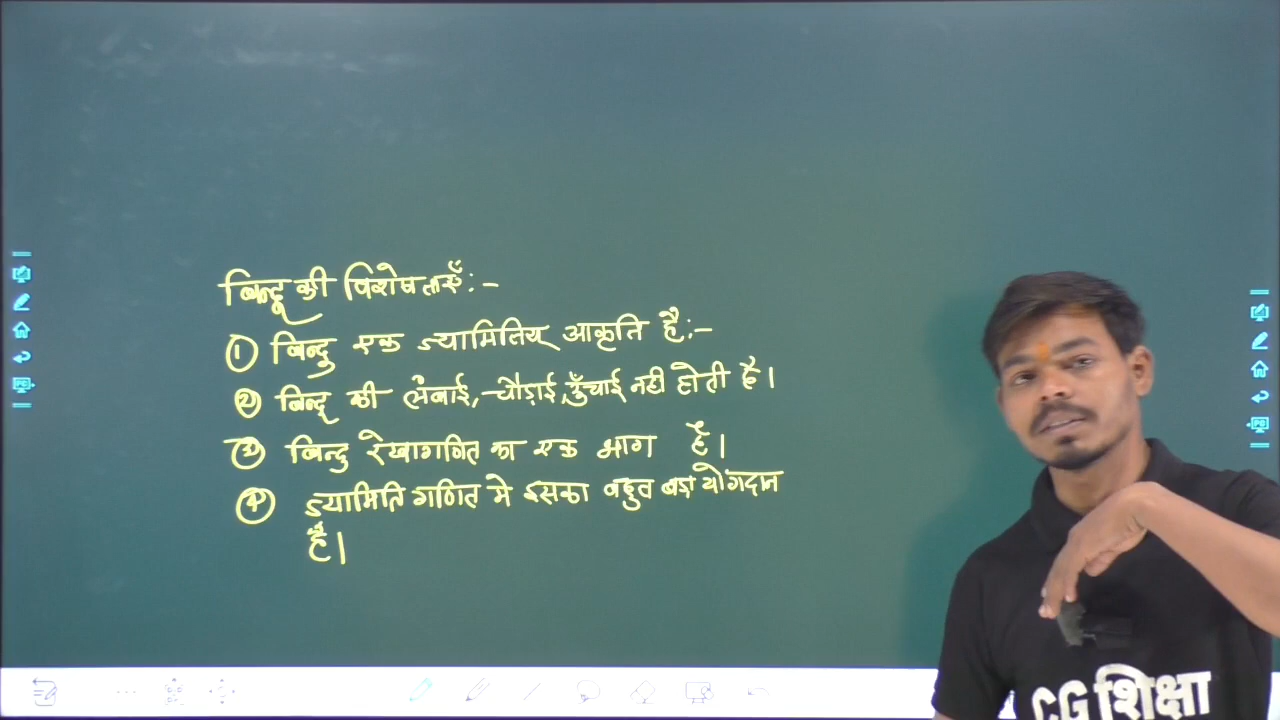 बिन्दू की विशेषताएँ:-
① बिन्दु एक ज्यामितिय आकृति है:-
② बिन्दू की लंबाई,-चौड़ाई,ऊँचाई नही होती है।
③ बिन्दु रेखागणित का एक भाग है।
④ ज्यामिति गणित मे इसका बहुत बड़ा योगदान
है।
CG शिक्षा